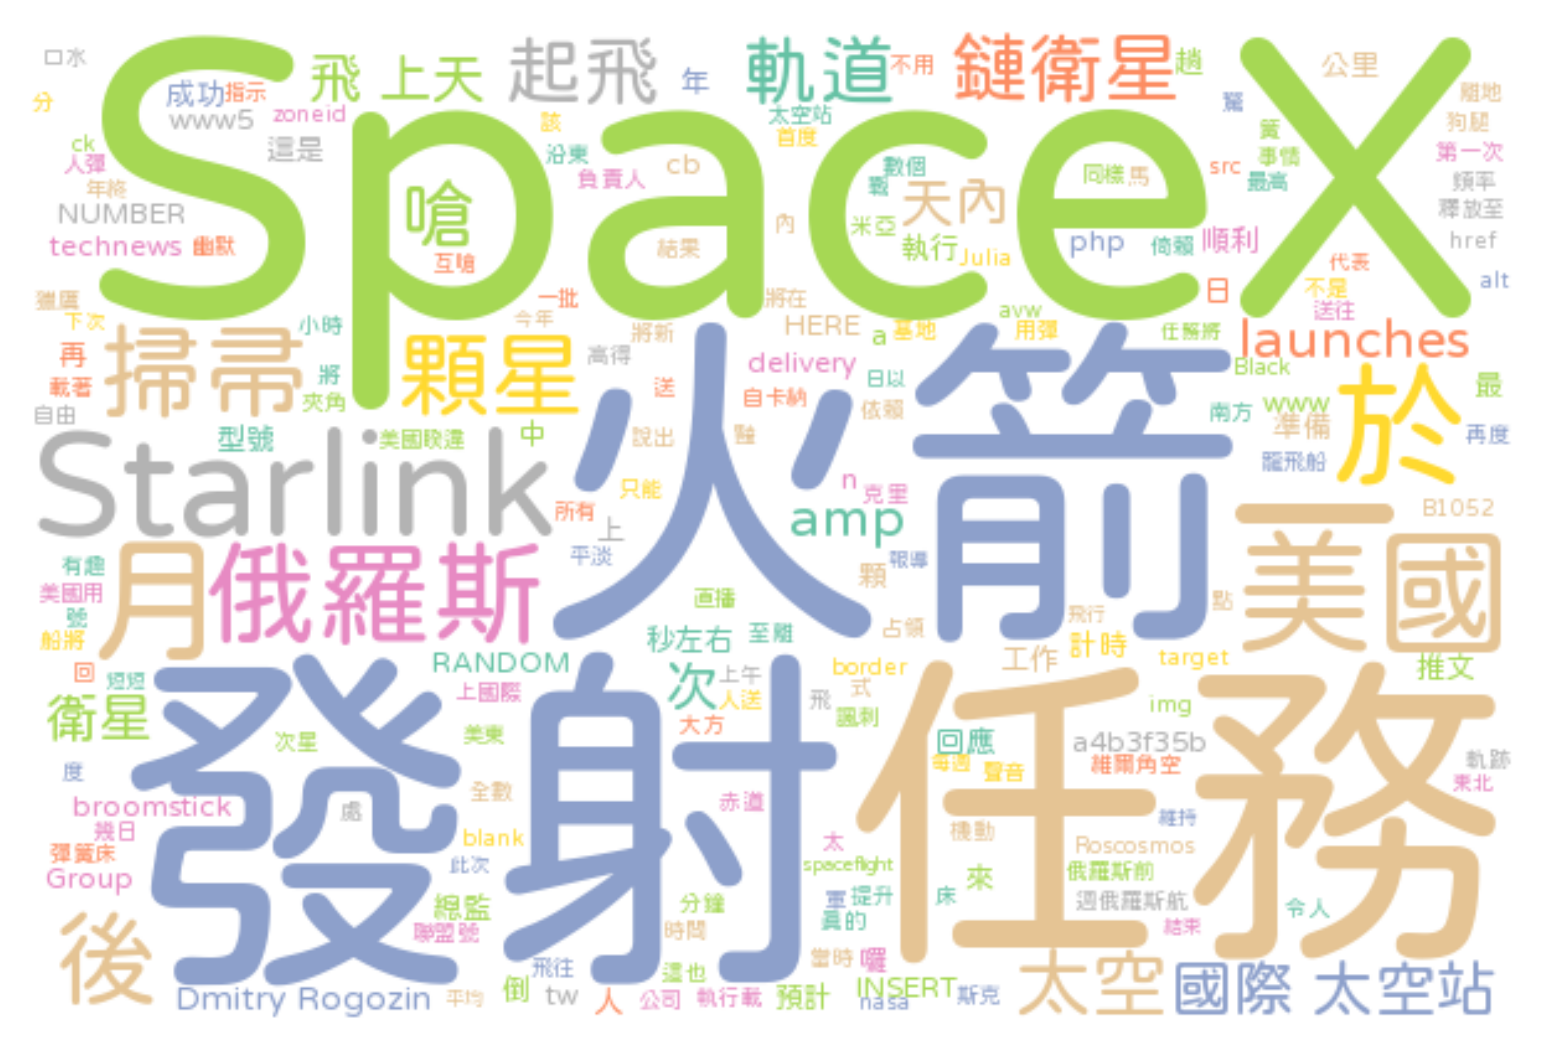 口水
飛 上天
起飛
年
軌道
不用
鏈衛星
趟
公里
分
成功
指示
www5
zoneid
太空站
駕
離地
SpaceX
該
首度
狗腿
ck
人彈
這是
沿東
負責人
cb
數個
戰
簧
事情
第一次
年終
嗆
天內
同樣
馬
src
最高
頻率
NUMBER
內
米亞
釋放至
technews
幽默
互嗆
結果
執行
Julia
php
倚賴
順利
href
代表
alt
獵鷹
一批
將在
日
不是
下次
小時
今年
將新
HERE
a
基地
avw
用彈
任務將
送往
再
掃帚
顆星
高得
delivery
launches
載著
將
夾角
送
自卡納
日以
Black
於
最
自由
型號
美國睽違
中
說出
豔
依賴
南方
www
準備
再度
Starlink
火箭
只能
n
克里
龍飛船
所有
上
amp
美國
B1052
有趣
月
俄羅斯
平淡
顆
報導
美國用
號
直播
點
船將
秒左右
至離
占領
飛行
計時
回
短短
RANDOM
次
上午
border
工作
target
推文
衛星
發射
上國際
人送
飛
式
任務
img
次星
美東
大方
諷刺
回應
a4b3f35b
度
每週
聲音
維爾角空
軌跡
東北
broomstick
處
全數
赤道
幾日
blank
機動
維持
彈簧床
此次
太
Roscosmos
Group
spaceflight
來
俄羅斯前
後
總監
分鐘
軍
提升
床
週俄羅斯航
令人
聯盟號
時間
真的
結束
飛往
這也
當時
囉
太空
國際 太空站
Dmitry Rogozin
平均
倒
tw
人
公司
執行載
預計
INSERT
nasa
斯克